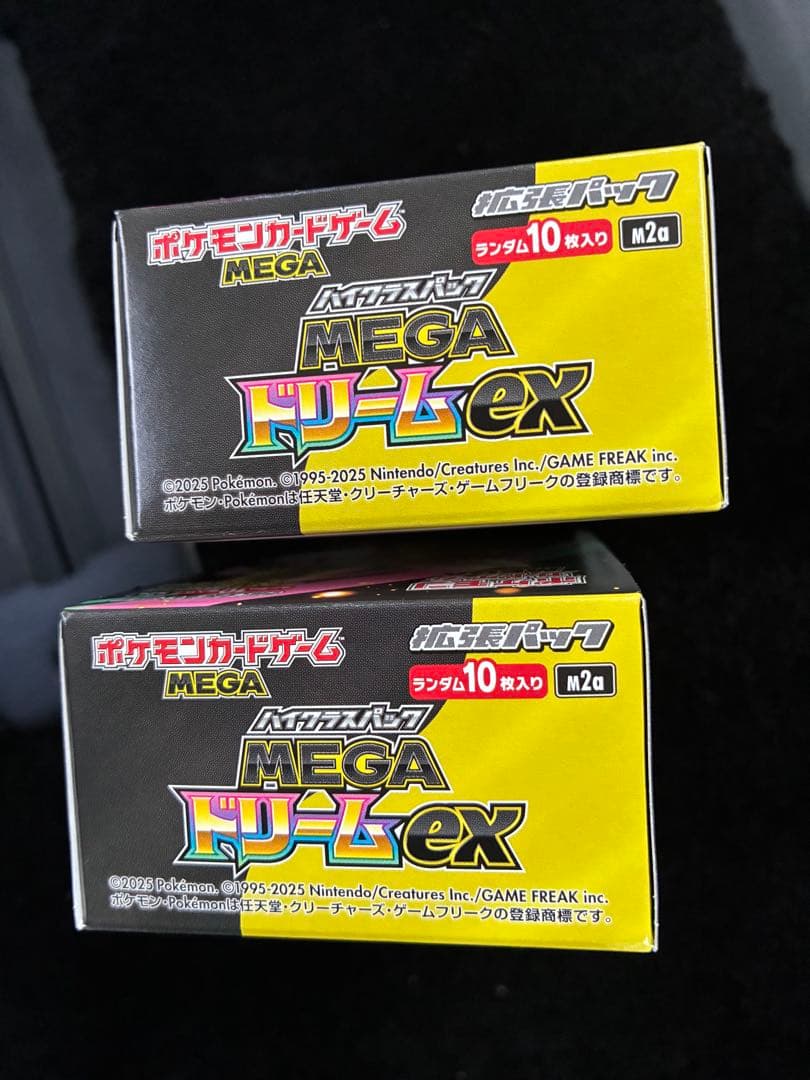 ポケモンカードゲーム
MEGA
拡張パック
ランダム10枚入り M2a
ハイクラスパック
MEGA
ドリームex
©2025 Pokémon. ©1995-2025 Nintendo/Creatures Inc./GAME FREAK inc.
ポケモン・Pokémonは任天堂・クリーチャーズ・ゲームフリークの登録商標です。
ポケモンカードゲーム
MEGA
拡張パック
ランダム10枚入り M2a
ハイクラスパック
MEGA
ドリームex
©2025 Pokémon. ©1995-2025 Nintendo/Creatures Inc./GAME FREAK inc.
ポケモン・Pokémonは任天堂・クリーチャーズ・ゲームフリークの登録商標です。